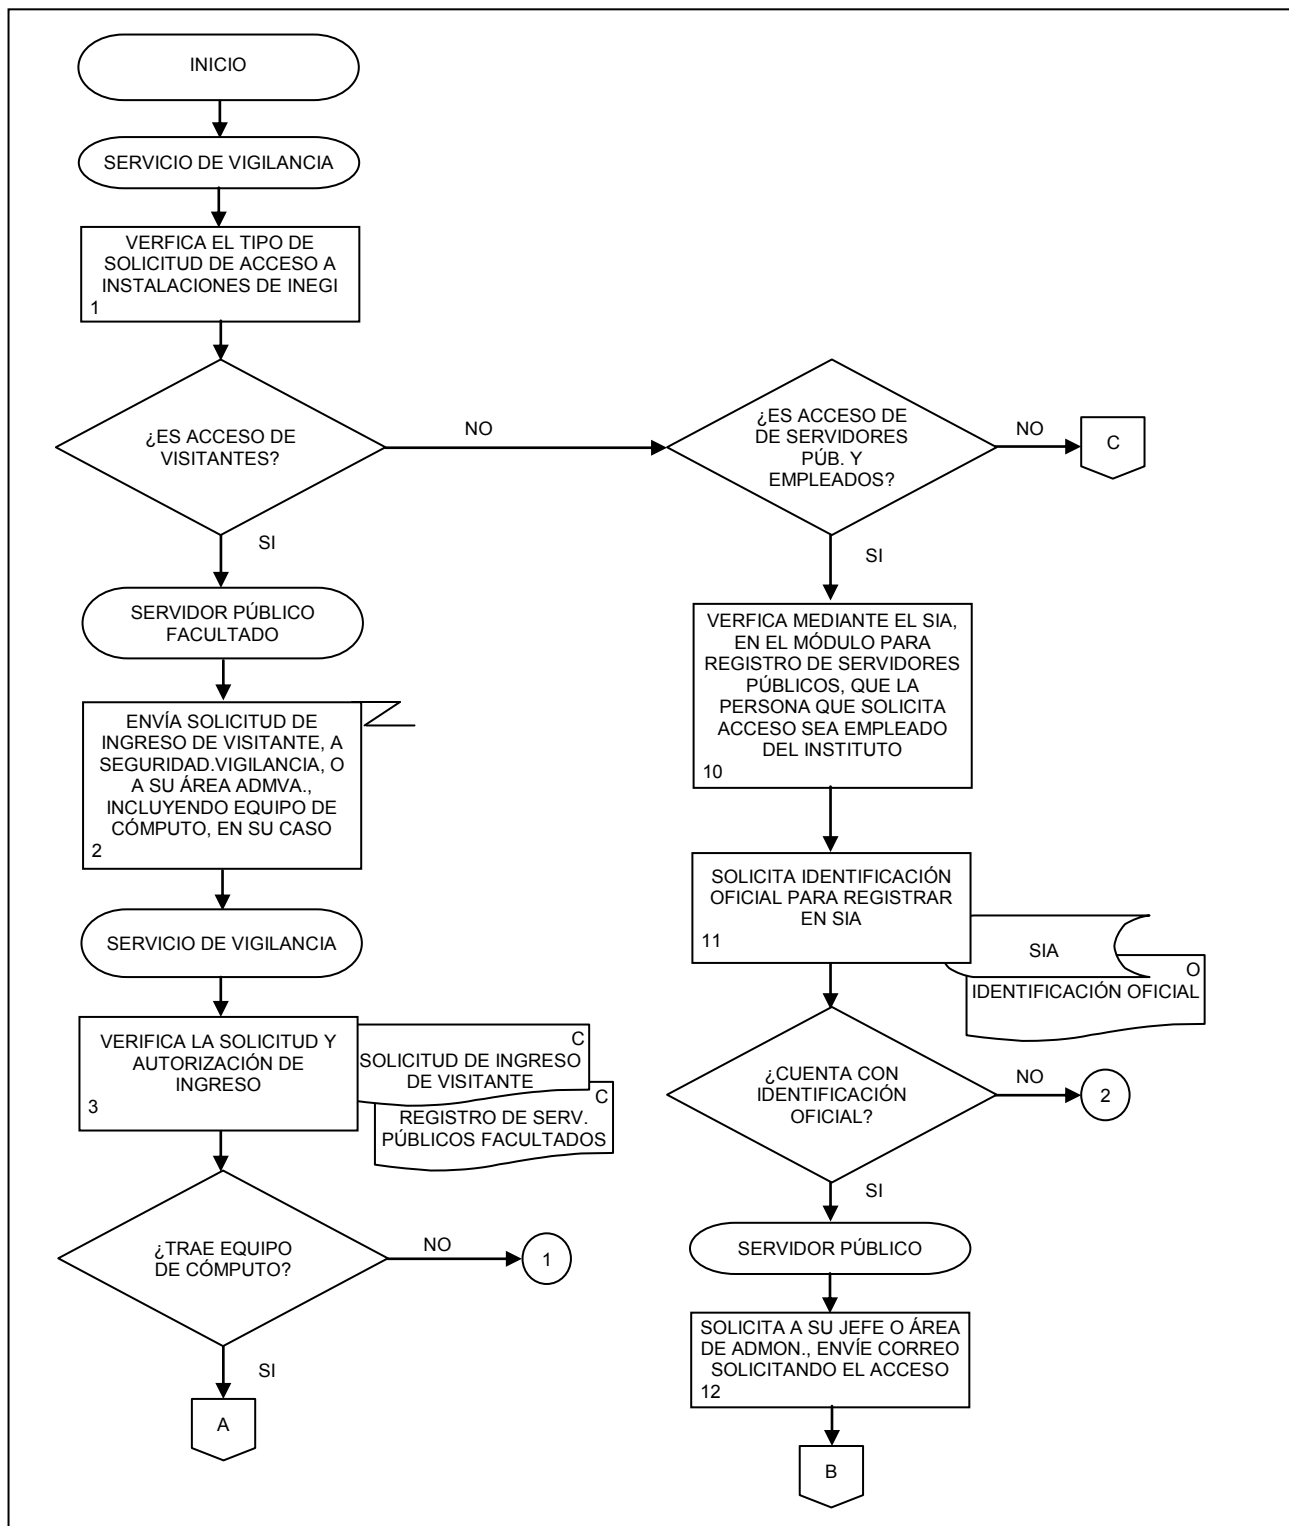 INICIO
SERVICIO DE VIGILANCIA
VERFICA EL TIPO DE
SOLICITUD DE ACCESO A
INSTALACIONES DE INEGI
1
¿ES ACCESO DE
VISITANTES?
NO
SI
SERVIDOR PÚBLICO
FACULTADO
ENVÍA SOLICITUD DE
INGRESO DE VISITANTE, A
SEGURIDAD.VIGILANCIA, O
A SU ÁREA ADMVA.,
INCLUYENDO EQUIPO DE
CÓMPUTO, EN SU CASO
2
SERVICIO DE VIGILANCIA
VERIFICA LA SOLICITUD Y
AUTORIZACIÓN DE
INGRESO
3
C
SOLICITUD DE INGRESO
DE VISITANTE
C
REGISTRO DE SERV.
PÚBLICOS FACULTADOS
¿TRAE EQUIPO
DE CÓMPUTO?
NO
1
SI
A
¿ES ACCESO DE
DE SERVIDORES
PÚB. Y
EMPLEADOS?
NO
C
SI
VERFICA MEDIANTE EL SIA,
EN EL MÓDULO PARA
REGISTRO DE SERVIDORES
PÚBLICOS, QUE LA
PERSONA QUE SOLICITA
ACCESO SEA EMPLEADO
DEL INSTITUTO
10
SOLICITA IDENTIFICACIÓN
OFICIAL PARA REGISTRAR
EN SIA
11
SIA
O
IDENTIFICACIÓN OFICIAL
¿CUENTA CON
IDENTIFICACIÓN
OFICIAL?
NO
2
SI
SERVIDOR PÚBLICO
SOLICITA A SU JEFE O ÁREA
DE ADMON., ENVÍE CORREO
SOLICITANDO EL ACCESO
12
B